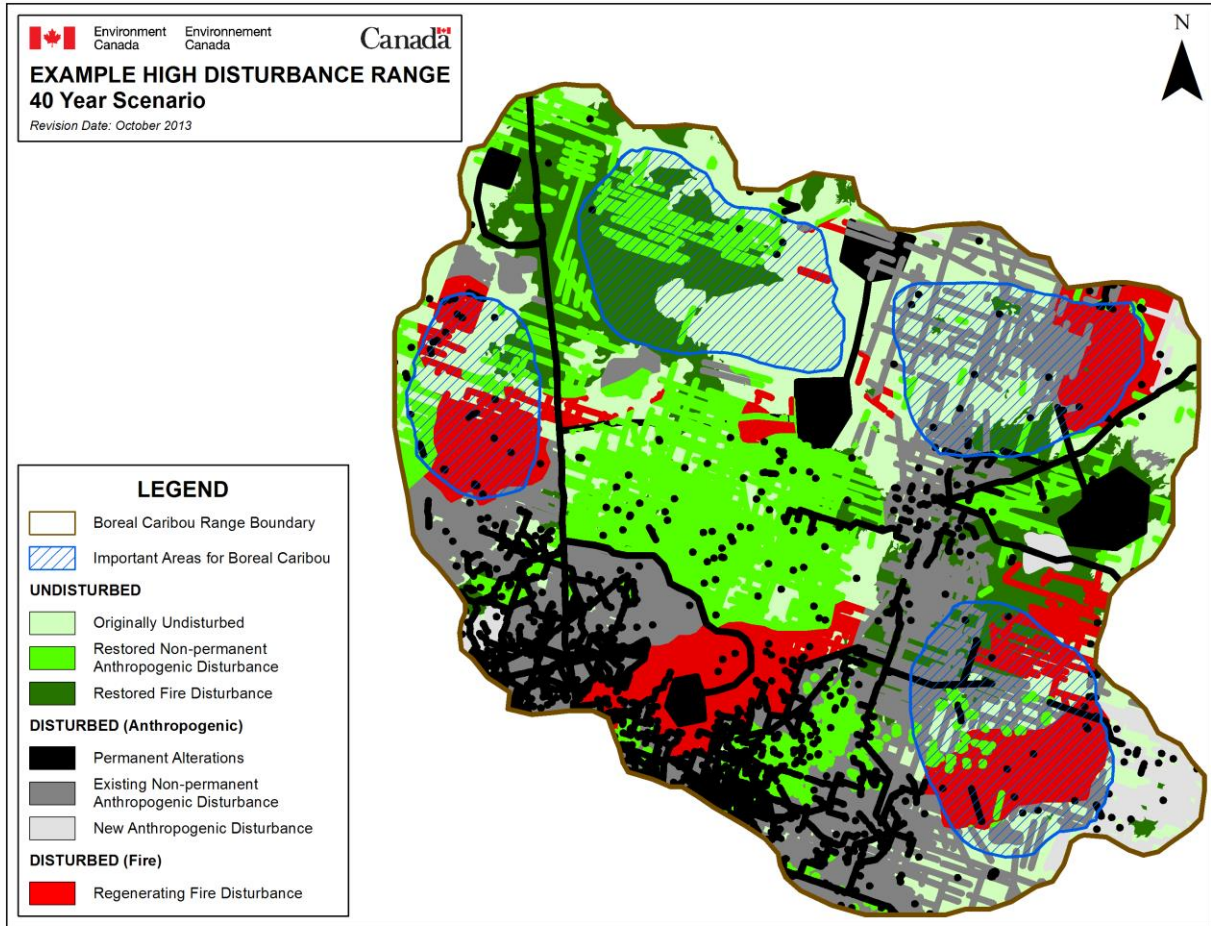 Environment Environnement
Canada Canada
Canada
EXAMPLE HIGH DISTURBANCE RANGE
40 Year Scenario
Revision Date: October 2013
N
LEGEND
Boreal Caribou Range Boundary
Important Areas for Boreal Caribou
UNDISTURBED
Originally Undisturbed
Restored Non-permanent
Anthropogenic Disturbance
Restored Fire Disturbance
DISTURBED (Anthropogenic)
Permanent Alterations
Existing Non-permanent
Anthropogenic Disturbance
New Anthropogenic Disturbance
DISTURBED (Fire)
Regenerating Fire Disturbance